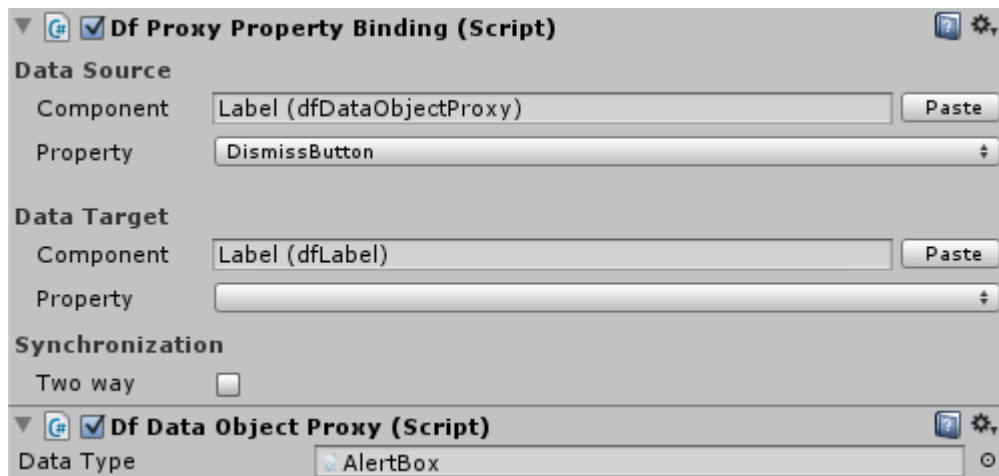 Df Proxy Property Binding (Script)
Data Source
Component Label (dfDataObjectProxy) Paste
Property DismissButton
Data Target
Component Label (dfLabel) Paste
Property
Synchronization
Two way
Df Data Object Proxy (Script)
Data Type AlertBox